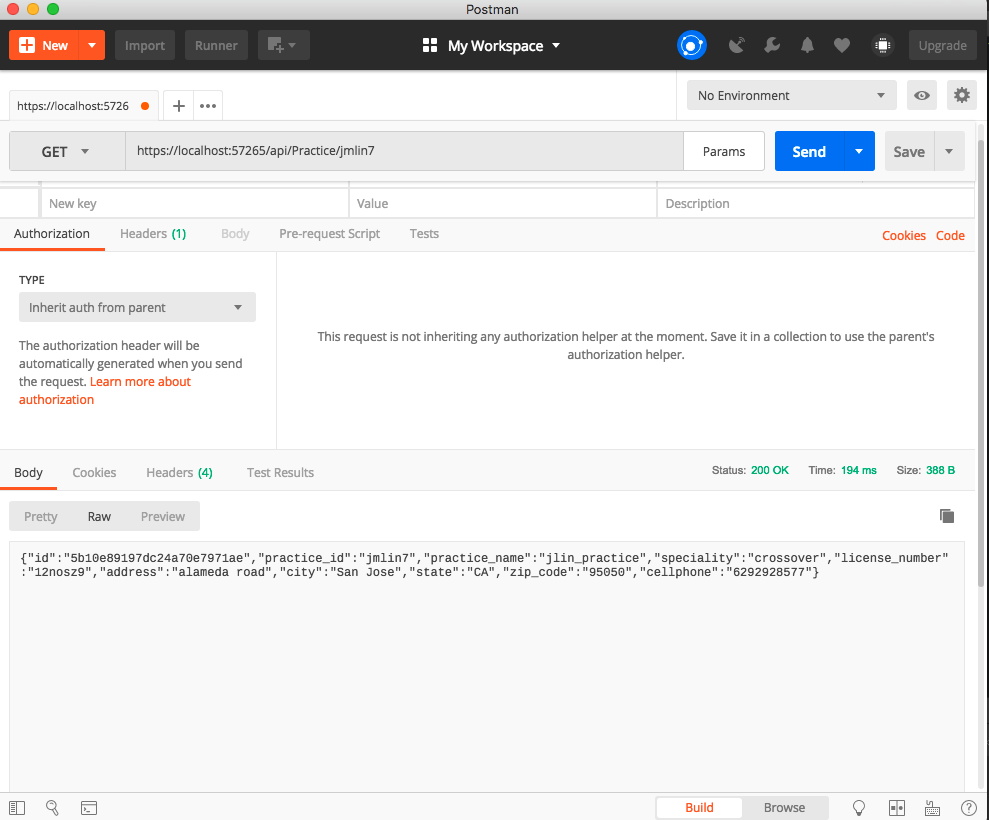 Postman
New Import Runner My Workspace Upgrade
https://localhost:5726 No Environment
GET https://localhost:57265/api/Practice/jmlin7 Params Send Save
New key Value Description
Authorization Headers (1) Body Pre-request Script Tests Cookies Code
TYPE
Inherit auth from parent
The authorization header will be
automatically generated when you send
the request. Learn more about
authorization
This request is not inheriting any authorization helper at the moment. Save it in a collection to use the parent's
authorization helper.
Body Cookies Headers (4) Test Results Status: 200 OK Time: 194 ms Size: 388 B
Pretty Raw Preview
{"id":"5b10e89197dc24a70e7971ae","practice_id":"jmlin7","practice_name":"jlin_practice","speciality":"crossover","license_number"
:"12nosz9","address":"alameda road","city":"San Jose","state":"CA","zip_code":"95050","cellphone":"6292928577"}
Build Browse